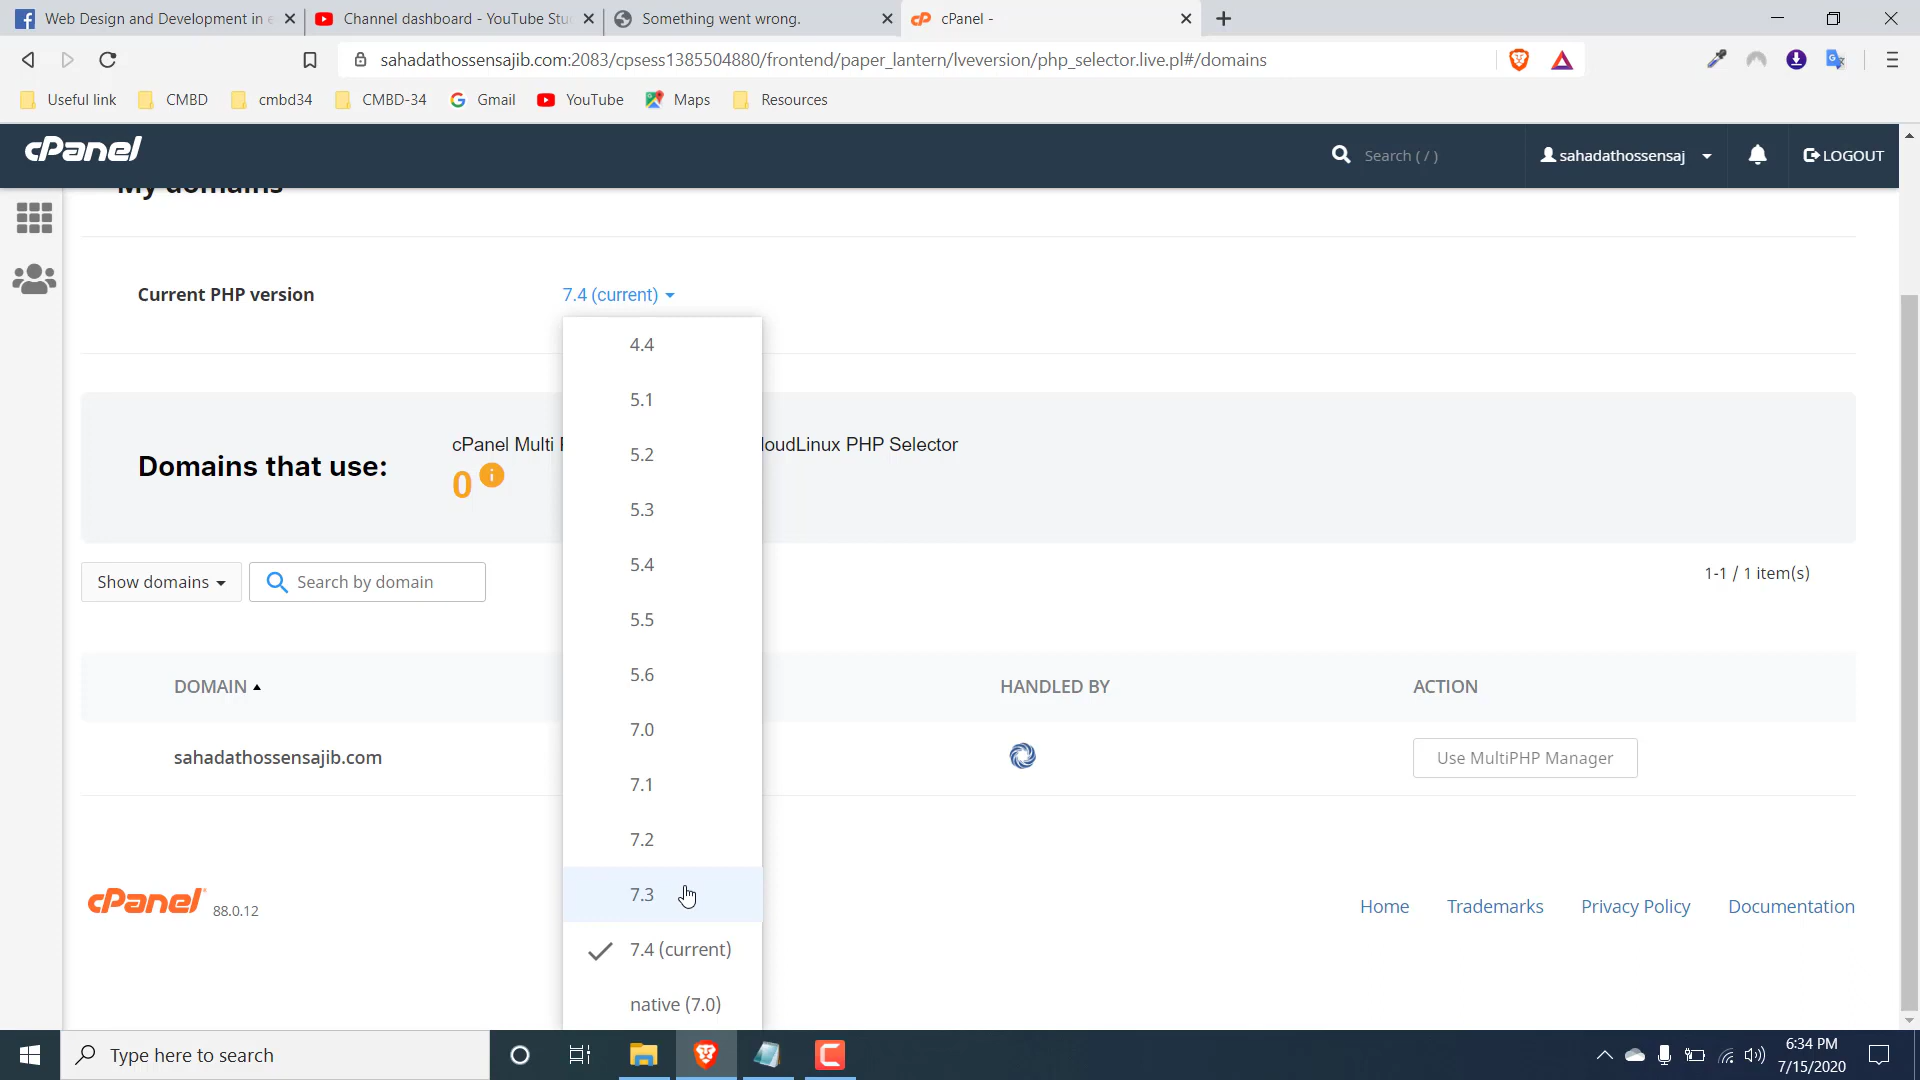 Web Design and Development in e
Channel dashboard - YouTube Stu
Something went wrong.
cPanel -
sahadathossensajib.com:2083/cpsess1385504880/frontend/paper_lantern/lveversion/php_selector.live.pl#/domains
Useful link
CMBD
cmbd34
CMBD-34
Gmail
YouTube
Maps
Resources
cPanel
Search ( / )
sahadathossensaj
LOGOUT
My domains
Current PHP version
7.4 (current)
4.4
5.1
5.2
5.3
5.4
5.5
5.6
7.0
7.1
7.2
7.3
7.4 (current)
native (7.0)
Domains that use:
cPanel Multi
loudLinux PHP Selector
0
Show domains
Search by domain
1-1 / 1 item(s)
DOMAIN
HANDLED BY
ACTION
sahadathossensajib.com
Use MultiPHP Manager
cPanel
88.0.12
Home
Trademarks
Privacy Policy
Documentation
Type here to search
6:34 PM
7/15/2020